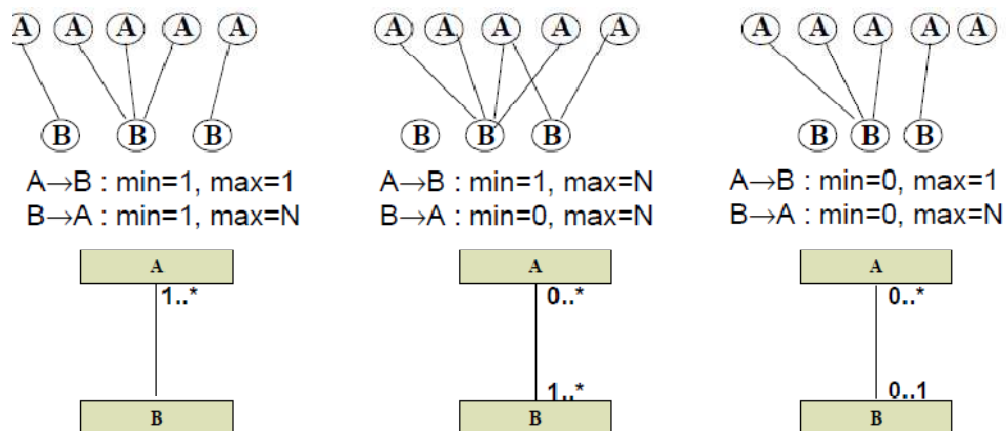 A A A A A
B B B
A→B : min=1, max=1
B→A : min=1, max=N
A
1..*
B
A A A A A
B B B
A→B : min=1, max=N
B→A : min=0, max=N
A
0..*
1..*
B
A A A A A
B B B
A→B : min=0, max=1
B→A : min=0, max=N
A
0..*
0..1
B